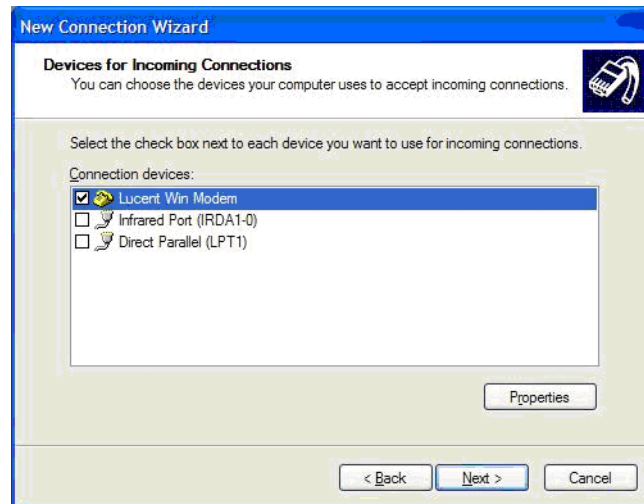 New Connection Wizard
Devices for Incoming Connections
You can choose the devices your computer uses to accept incoming connections.
Select the check box next to each device you want to use for incoming connections.
Connection devices:
Lucent Win Modem
Infrared Port (IRDA1-0)
Direct Parallel (LPT1)
Properties
< Back
Next >
Cancel